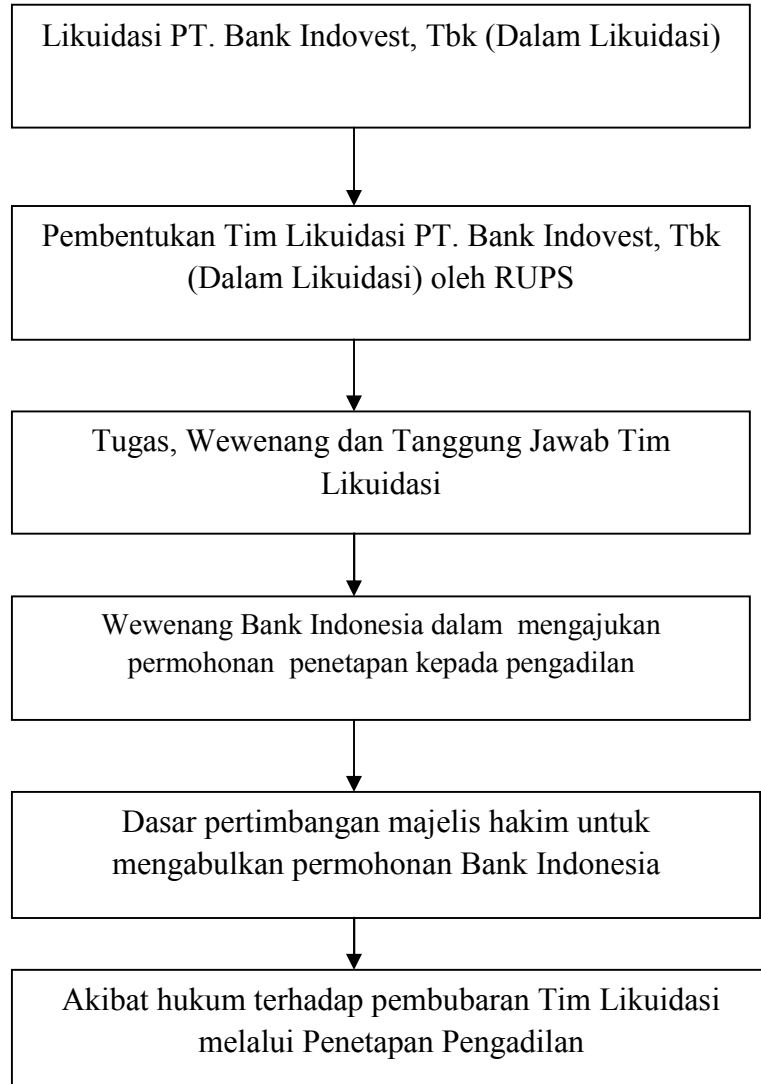 Likuidasi PT. Bank Indovest, Tbk (Dalam Likuidasi)
Pembentukan Tim Likuidasi PT. Bank Indovest, Tbk
(Dalam Likuidasi) oleh RUPS
Tugas, Wewenang dan Tanggung Jawab Tim
Likuidasi
Wewenang Bank Indonesia dalam mengajukan
permohonan penetapan kepada pengadilan
Dasar pertimbangan majelis hakim untuk
mengabulkan permohonan Bank Indonesia
Akibat hukum terhadap pembubaran Tim Likuidasi
melalui Penetapan Pengadilan